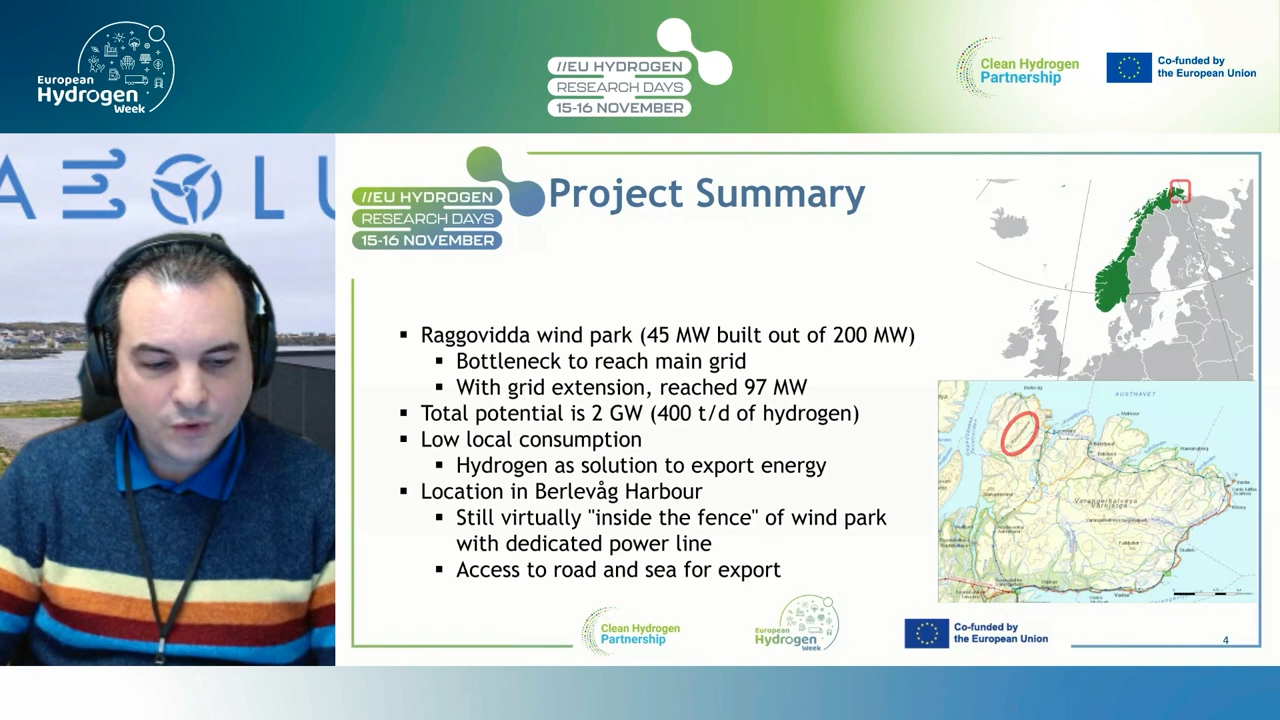 European
Hydrogen
Week
//EU HYDROGEN
RESEARCH DAYS
15-16 NOVEMBER
Clean Hydrogen
Partnership
Co-funded by
the European Union
AEOLU
//EU HYDROGEN
RESEARCH DAYS
15-16 NOVEMBER
Project Summary
▪ Raggovidda wind park (45 MW built out of 200 MW)
▪ Bottleneck to reach main grid
▪ With grid extension, reached 97 MW
▪ Total potential is 2 GW (400 t/d of hydrogen)
▪ Low local consumption
▪ Hydrogen as solution to export energy
▪ Location in Berlevåg Harbour
▪ Still virtually "inside the fence" of wind park
with dedicated power line
▪ Access to road and sea for export
AUSTHAVET
Varangerhalvøya
Várnjárga
Clean Hydrogen
Partnership
European
Hydrogen
Week
Co-funded by
the European Union
4